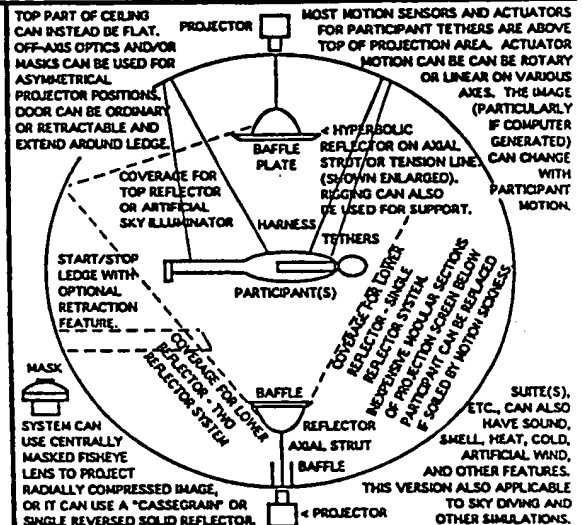 TOP PART OF CEILING
CAN INSTEAD BE FLAT.
OFF-AXIS OPTICS AND/OR
MASKS CAN BE USED FOR
ASYMMETRICAL
PROJECTOR POSITIONS.
DOOR CAN BE ORDINARY
OR RETRACTABLE AND
EXTEND AROUND LEDGE.
PROJECTOR
MOST MOTION SENSORS AND ACTUATORS
FOR PARTICIPANT TETHERS ARE ABOVE
TOP OF PROJECTION AREA. ACTUATOR
MOTION CAN BE CAN BE ROTARY
OR LINEAR ON VARIOUS
AXES. THE IMAGE
(PARTICULARLY
IF COMPUTER
GENERATED)
CAN CHANGE
WITH
PARTICIPANT
MOTION.
BAFFLE
PLATE
< HYPERBOLIC
REFLECTOR ON AXIAL
STRUT OR TENSION LINE
(SHOWN ENLARGED).
RIGGING CAN ALSO
BE USED FOR SUPPORT.
COVERAGE FOR
TOP REFLECTOR
OR ARTIFICIAL
SKY ILLUMINATOR
HARNESS
TETHERS
PARTICIPANT(S)
START/STOP
LEDGE WITH
OPTIONAL
RETRACTION
FEATURE.
COVERAGE FOR LOWER
REFLECTOR - TWO
REFLECTOR SYSTEM
COVERAGE FOR LOWER
REFLECTOR - SINGLE
REFLECTOR SYSTEM.
INEXPENSIVE MODULAR SECTIONS
OF PROJECTION SCREEN BELOW
PARTICIPANT CAN BE REPLACED
IF SOILED BY MOTION SICKNESS
MASK
SYSTEM CAN
USE CENTRALLY
MASKED FISHEYE
LENS TO PROJECT
RADIALLY COMPRESSED IMAGE,
OR IT CAN USE A "CASSEGRAIN" OR
SINGLE REVERSED SOLID REFLECTOR.
BAFFLE
REFLECTOR
AXIAL STRUT
BAFFLE
< PROJECTOR
SUITE(S),
ETC., CAN ALSO
HAVE SOUND,
SMELL, HEAT, COLD,
ARTIFICIAL WIND,
AND OTHER FEATURES.
THIS VERSION ALSO APPLICABLE
TO SKY DIVING AND
OTHER SIMULATIONS.